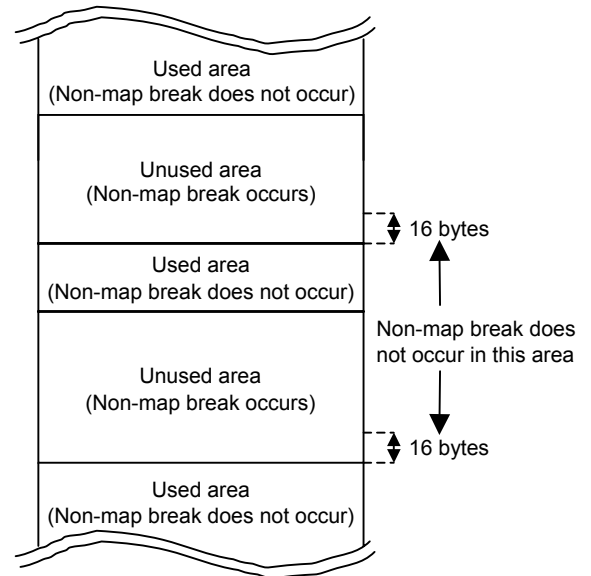 Used area
(Non-map break does not occur)
Unused area
(Non-map break occurs)
16 bytes
Used area
(Non-map break does not occur)
Non-map break does
not occur in this area
Unused area
(Non-map break occurs)
16 bytes
Used area
(Non-map break does not occur)